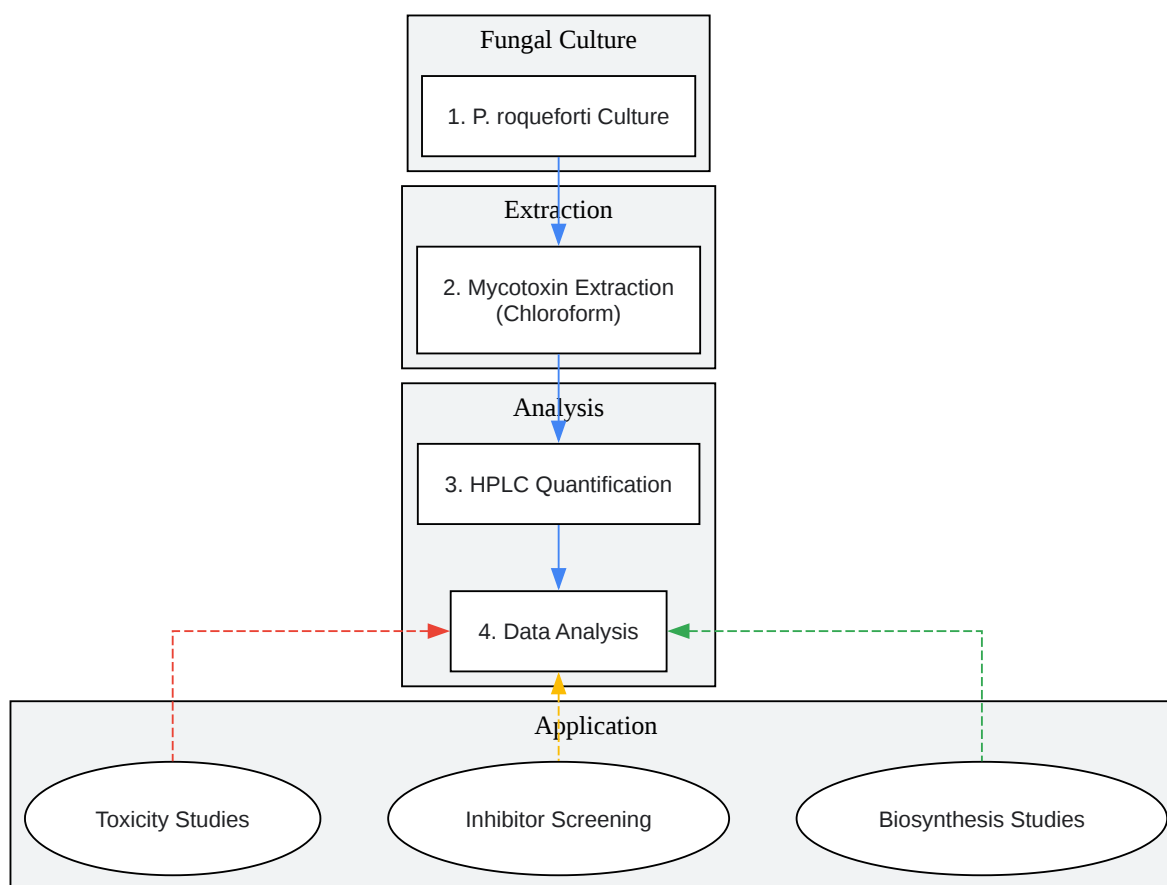 Fungal Culture
1. P. roqueforti Culture
Extraction
2. Mycotoxin Extraction
(Chloroform)
Analysis
3. HPLC Quantification
4. Data Analysis
Application
Toxicity Studies
Inhibitor Screening
Biosynthesis Studies